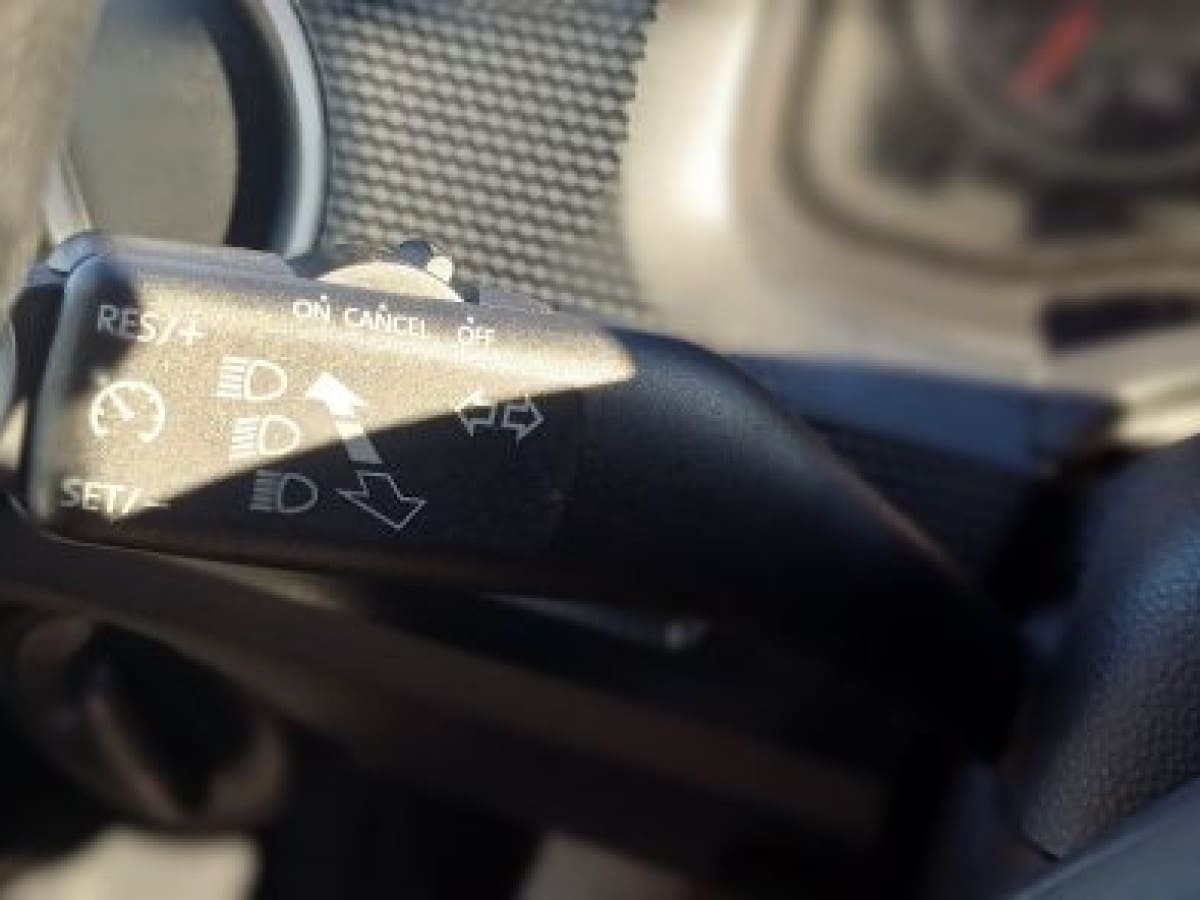 RES/+
ON CANCEL OFF
SET/-